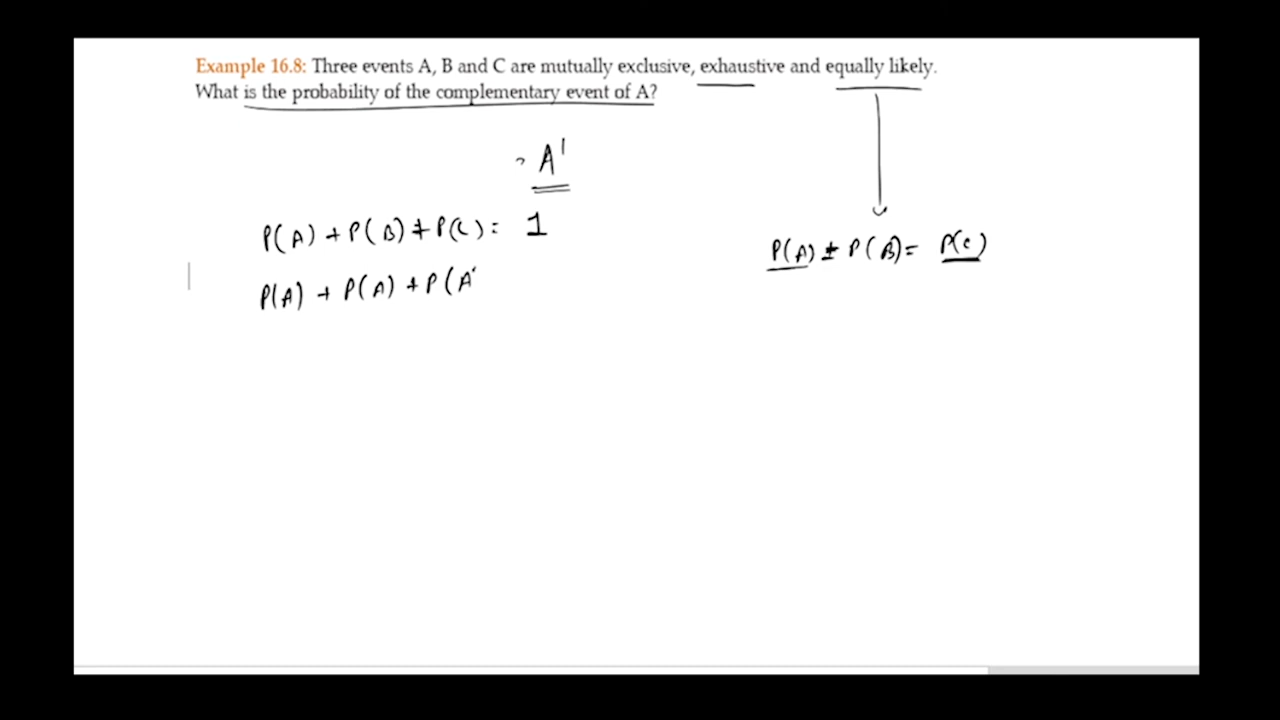 Example 16.8: Three events A, B and C are mutually exclusive, exhaustive and equally likely.
What is the probability of the complementary event of A?
A'
P(A) + P(B) + P(C) = 1
P(A) = P(B) = P(C)
P(A) + P(A) + P(A